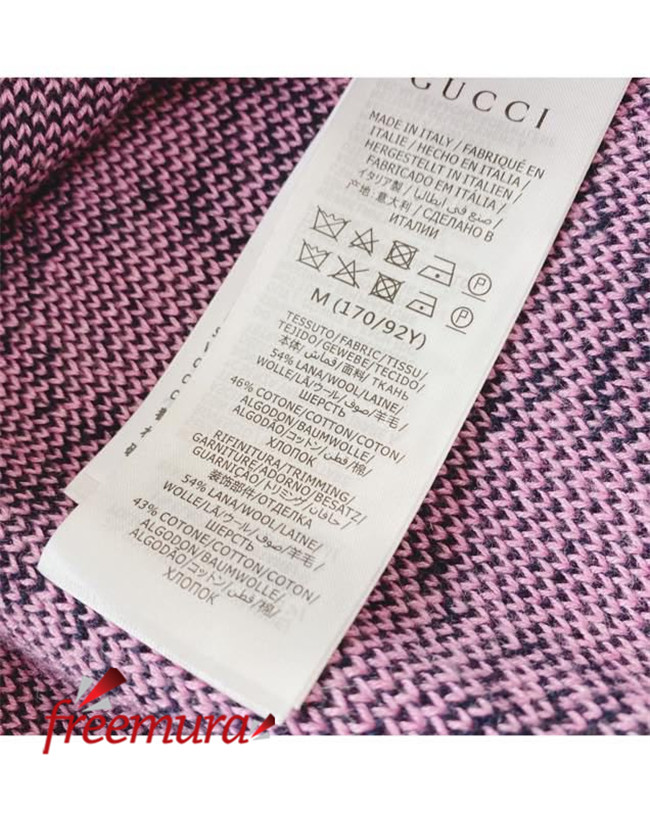 GUCCI
MADE IN ITALY / FABRIQUÉ EN
ITALIE / HECHO EN ITALIA /
HERGESTELLT IN ITALIEN /
FABRICADO EM ITÁLIA /
イタリア製 / صنع في ايطاليا /
产地: 意大利 / СДЕЛАНО В
ИТАЛИИ
P
P
M (170/92Y)
TESSUTO/FABRIC/TISSU/
TEJIDO/GEWEBE/TECIDO/
本体/قماش/面料/ ТКАНЬ
54% LANA/WOOL/LAINE/
WOLLE/LÃ/ウール/صوف/羊毛/
ШЕРСТЬ
46% COTONE/COTTON/COTON/
ALGODON/BAUMWOLLE/
ALGODÃO/コットン/قطن/棉/
ХЛОПОК
RIFINITURA/TRIMMING/
GARNITURE/ADORNO/BESATZ/
GUARNIÇÃO/トリミング/
装饰部件/ОТДЕЛКА
54% LANA/WOOL/LAINE/
WOLLE/LÃ/ウール/صوف/羊毛/
ШЕРСТЬ
43% COTONE/COTTON/COTON/
ALGODON/BAUMWOLLE/
ALGODÃO/コットン/قطن/棉/
ХЛОПОК
freemura